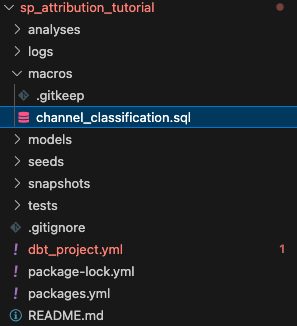 sp_attribution_tutorial
analyses
logs
macros
.gitkeep
channel_classification.sql
models
seeds
snapshots
tests
.gitignore
dbt_project.yml 1
package-lock.yml
packages.yml
README.md